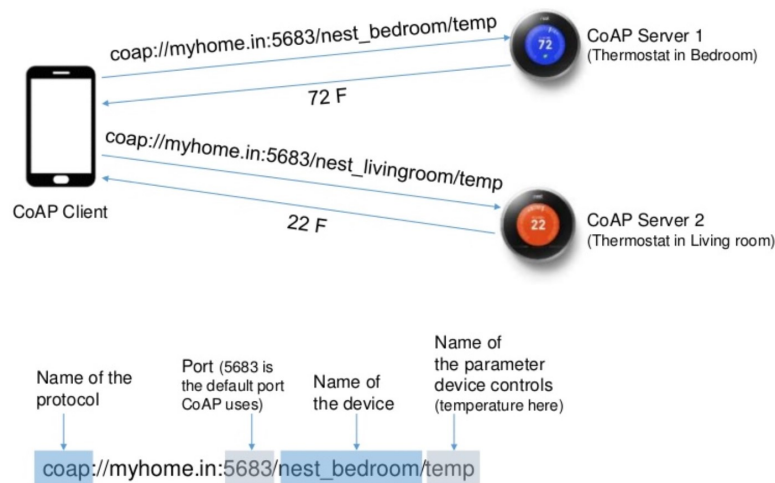 coap://myhome.in:5683/nest_bedroom/temp
72
CoAP Server 1
(Thermostat in Bedroom)
72 F
coap://myhome.in:5683/nest_livingroom/temp
CoAP Client
22 F
22
CoAP Server 2
(Thermostat in Living room)
Name of the
protocol
Port (5683 is
the default port
CoAP uses)
Name of
the device
Name of
the parameter
device controls
(temperature here)
coap://myhome.in:5683/nest_bedroom/temp